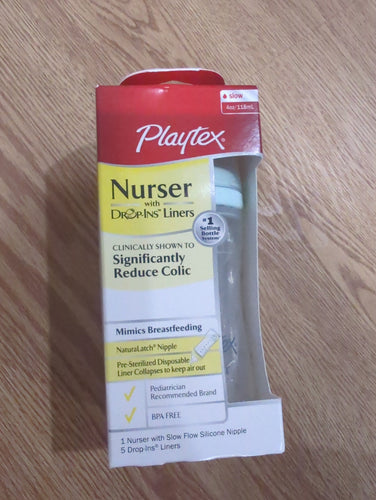 slow
4oz/118mL
Playtex®
Nurser
with
DROP-INS™ Liners
#1
Selling
Bottle
System*
CLINICALLY SHOWN TO
Significantly
Reduce Colic
Mimics Breastfeeding
NaturaLatch® Nipple
Pre-Sterilized Disposable
Liner Collapses to keep air out
Pediatrician
Recommended Brand
BPA FREE
1 Nurser with Slow Flow Silicone Nipple
5 Drop-Ins® Liners